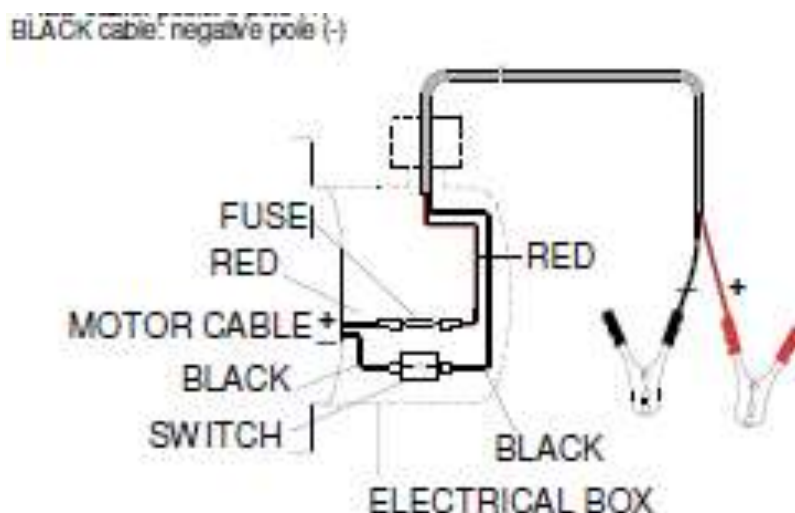 BLACK cable: negative pole (-)
FUSE
RED
RED
MOTOR CABLE
+
−
− +
BLACK
SWITCH
BLACK
ELECTRICAL BOX